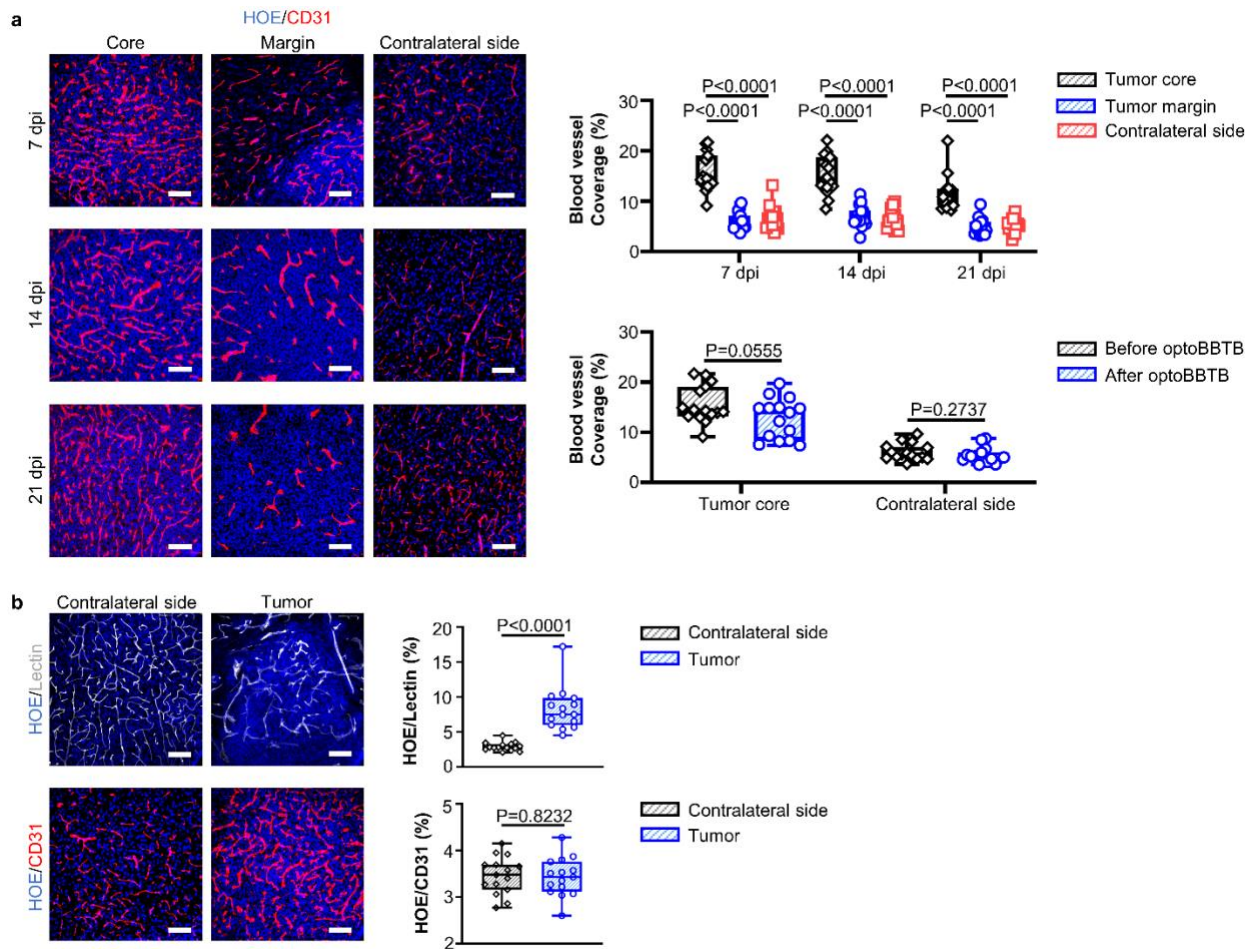 a
HOE/CD31
Core
Margin
Contralateral side
7 dpi
14 dpi
21 dpi
Blood vessel
Coverage (%)
30
20
10
0
P<0.0001
P<0.0001
P<0.0001
P<0.0001
P<0.0001
P<0.0001
7 dpi
14 dpi
21 dpi
Tumor core
Tumor margin
Contralateral side
Blood vessel
Coverage (%)
30
20
10
0
P=0.0555
P=0.2737
Tumor core
Contralateral side
Before optoBBTB
After optoBBTB
b
Contralateral side
Tumor
HOE/Lectin
HOE/CD31
HOE/Lectin (%)
20
15
10
5
0
P<0.0001
Contralateral side
Tumor
HOE/CD31 (%)
5
4
3
2
P=0.8232
Contralateral side
Tumor